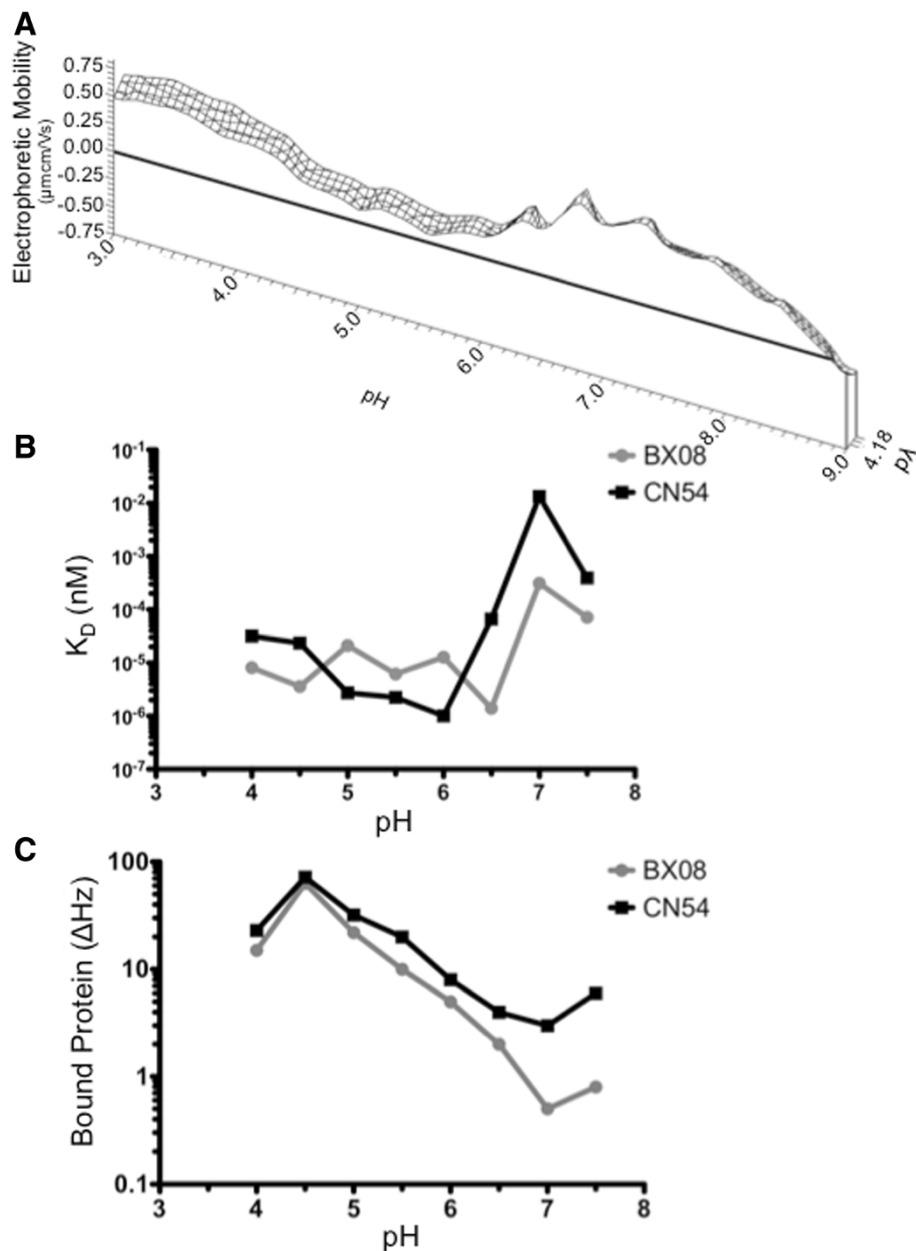 A
Electrophoretic Mobility
(µmcm/Vs)
0.75
0.50
0.25
0.00
-0.25
-0.50
-0.75
3.0
4.0
5.0
6.0
7.0
8.0
9.0
4.18
pH
pλ
B
BX08
CN54
K_D (nM)
10⁻¹
10⁻²
10⁻³
10⁻⁴
10⁻⁵
10⁻⁶
10⁻⁷
3 4 5 6 7 8
pH
C
BX08
CN54
Bound Protein (ΔHz)
100
10
1
0.1
3 4 5 6 7 8
pH